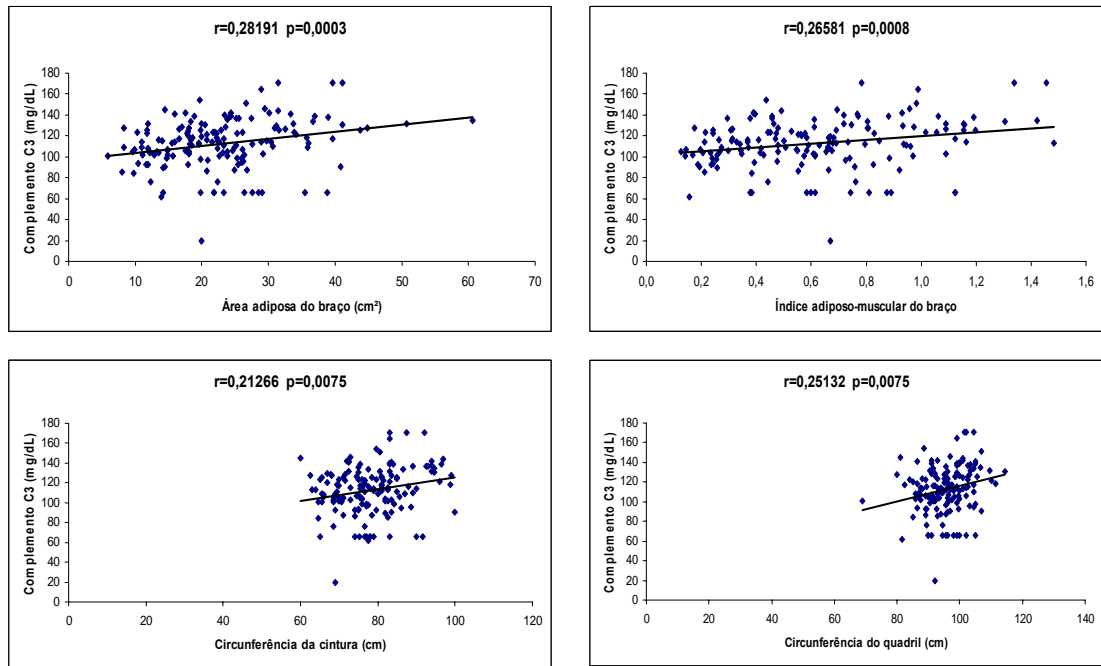 r=0,28191 p=0,0003
Complemento C3 (mg/dL)
180
160
140
120
100
80
60
40
20
0
0 10 20 30 40 50 60 70
Área adiposa do braço (cm²)
r=0,26581 p=0,0008
Complemento C3 (mg/dL)
180
160
140
120
100
80
60
40
20
0
0,0 0,2 0,4 0,6 0,8 1,0 1,2 1,4 1,6
Índice adiposo-muscular do braço
r=0,21266 p=0,0075
Complemento C3 (mg/dL)
180
160
140
120
100
80
60
40
20
0
0 20 40 60 80 100 120
Circunferência da cintura (cm)
r=0,25132 p=0,0075
Complemento C3 (mg/dL)
180
160
140
120
100
80
60
40
20
0
0 20 40 60 80 100 120 140
Circunferência do quadril (cm)